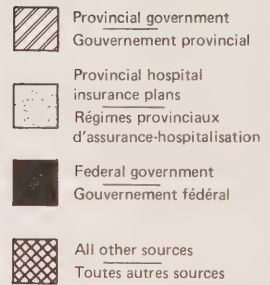 Provincial government
Gouvernement provincial
Provincial hospital
insurance plans
Régimes provinciaux
d'assurance-hospitalisation
Federal government
Gouvernement fédéral
All other sources
Toutes autres sources